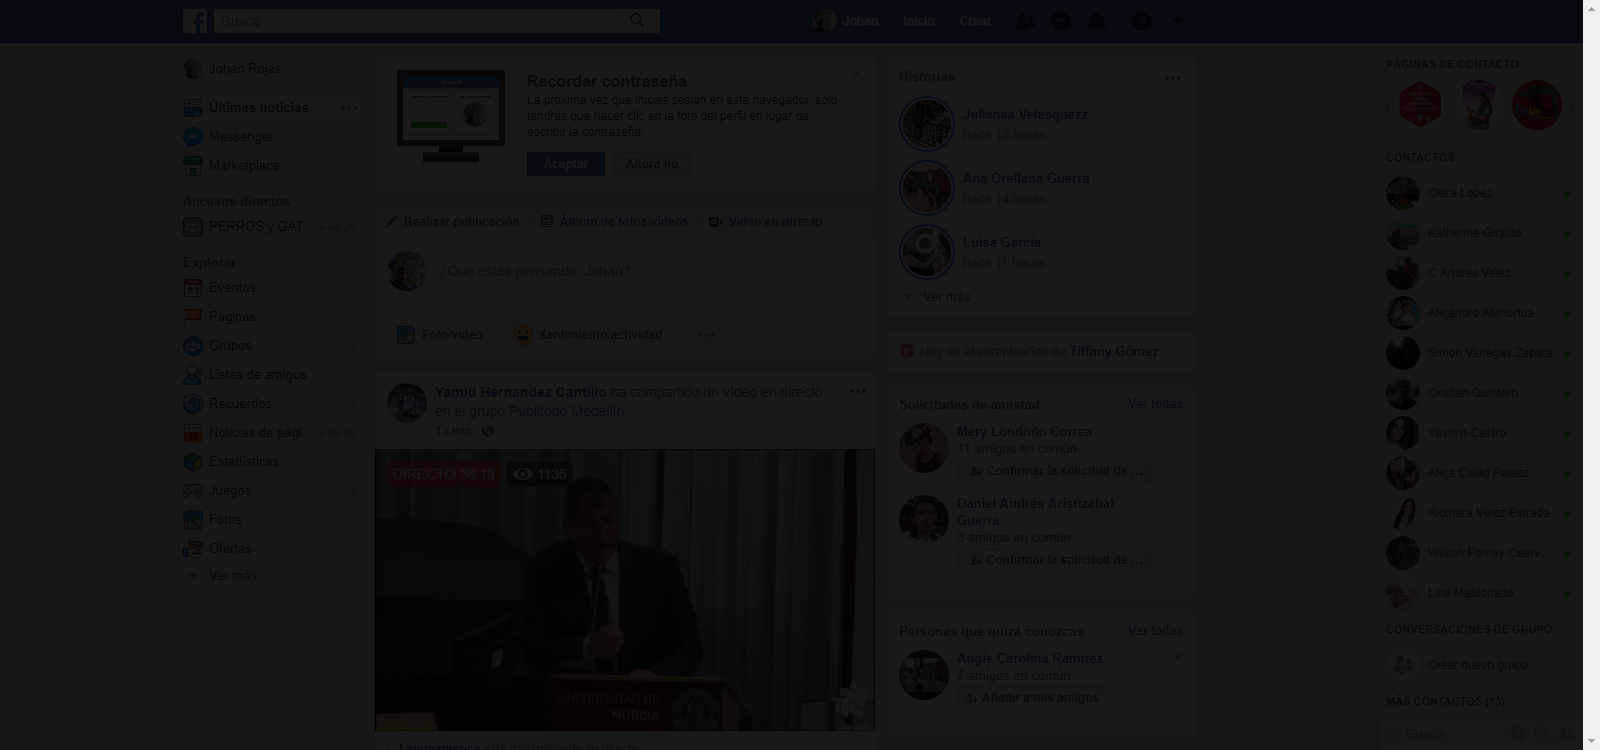 Busca
Johan
Inicio
Crear
Johan Rojas
Últimas noticias
Messenger
Marketplace
Accesos directos
PERROS y GAT...
+ de 20
Explorar
Eventos
23
Páginas
Grupos
Listas de amigos
Recuerdos
1
Noticias de pági...
+ de 20
Estadísticas
Juegos
Fotos
Ofertas
Ver más...
Recordar contraseña
La próxima vez que inicies sesión en este navegador, solo
tendrás que hacer clic en la foto del perfil en lugar de
escribir la contraseña.
Aceptar
Ahora no
Realizar publicación
Álbum de fotos/vídeos
Vídeo en directo
¿Qué estás pensando, Johan?
Foto/vídeo
Sentimiento/actividad
Yamid Hernandez Cantillo ha compartido un vídeo en directo
en el grupo Publitodo Medellín.
13 min
DIRECTO 38:18
1135
UNIVERSIDAD DE
MURCIA
Latinoamerica está transmitiendo en directo.
Historias
Julianaa Velasquezz
hace 18 horas
Ana Orellana Guerra
hace 14 horas
Luisa García
hace 11 horas
Ver más
Hoy es el cumpleaños de Tiffany Gómez
Solicitudes de amistad
Ver todas
Mery Londoño Correa
11 amigos en común
Confirmar la solicitud de ...
Daniel Andrés Aristizábal
Guerra
3 amigos en común
Confirmar la solicitud de ...
Personas que quizá conozcas
Ver todas
Angie Carolina Ramirez
7 amigos en común
Añadir a mis amigos
PÁGINAS DE CONTACTO
CONTACTOS
Clara Lopez
Katherine Giraldo
C Andres Velez
Alejandro Atehortua
Simon Vanegas Zapata
Cristian Quintero
Yasmin Castro
Aleja Calad Pelaez
Xiomara Velez Estrada
Wilson Ferney Cuerv...
Lina Maldonado
CONVERSACIONES DE GRUPO
Crear nuevo grupo
MÁS CONTACTOS (13)
Busca